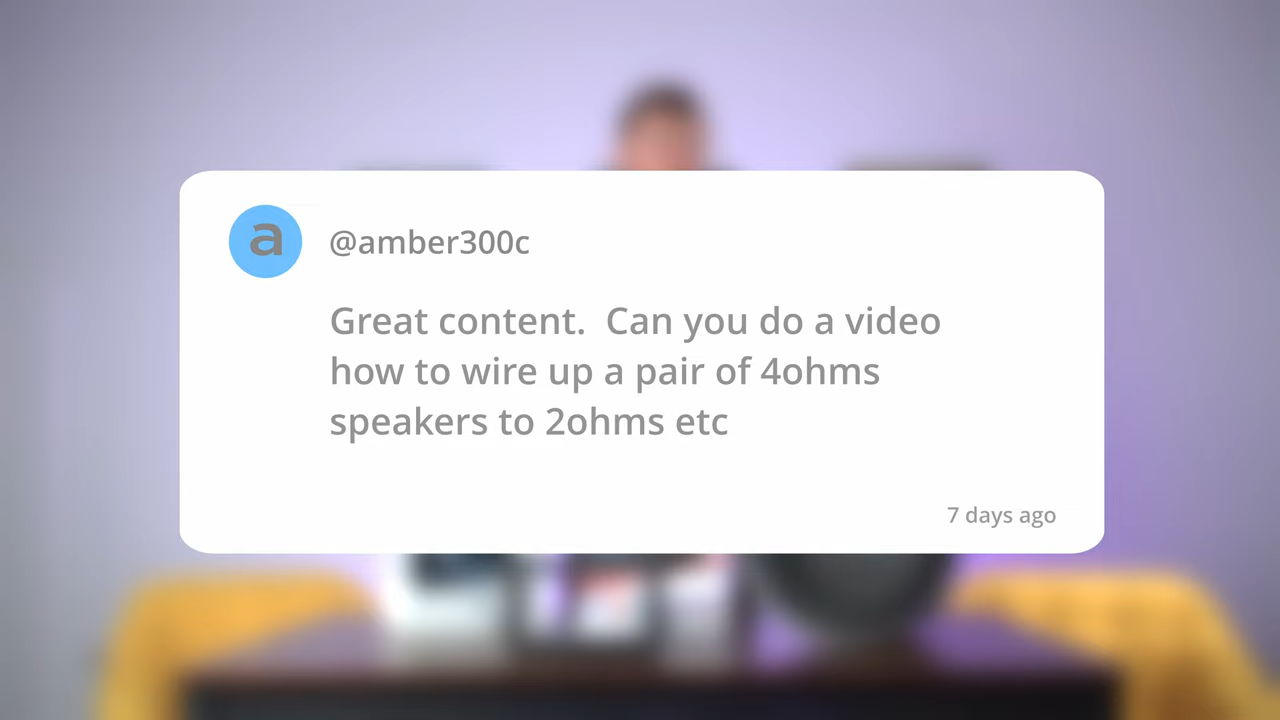 a
@amber300c
Great content.  Can you do a video
how to wire up a pair of 4ohms
speakers to 2ohms etc
7 days ago